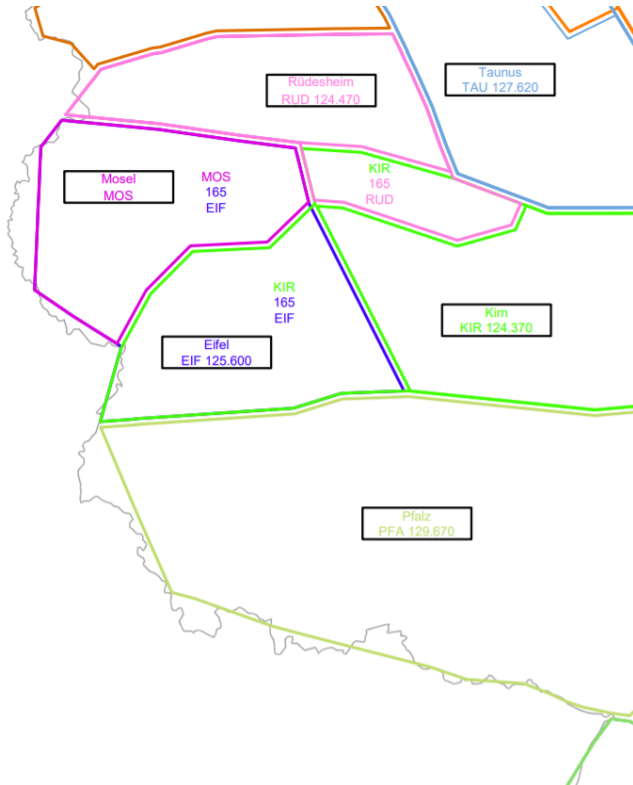 Rüdesheim
RUD 124.470
Taunus
TAU 127.620
Mosel
MOS
MOS
165
EIF
KIR
165
RUD
KIR
165
EIF
Kirn
KIR 124.370
Eifel
EIF 125.600
Pfalz
PFA 129.670